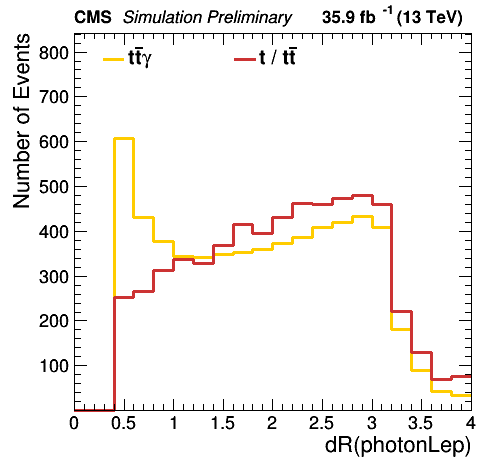 CMS Simulation Preliminary 35.9 fb⁻¹ (13 TeV)
tt̄γ t / tt̄
Number of Events
800
700
600
500
400
300
200
100
0 0.5 1 1.5 2 2.5 3 3.5 4
dR(photonLep)